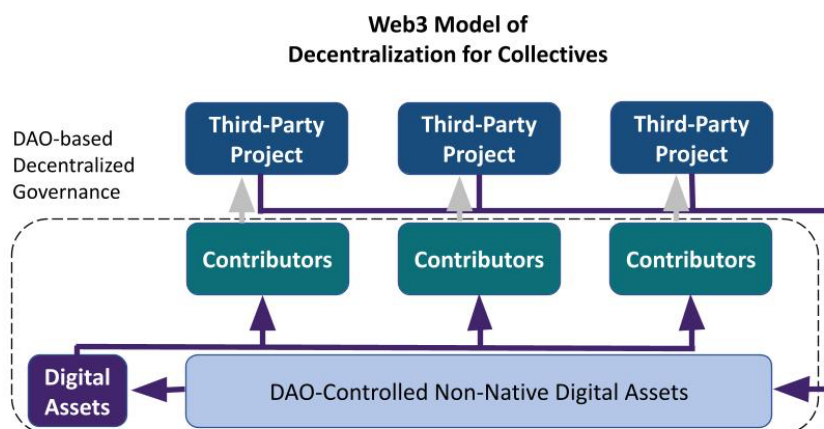 Web3 Model of
Decentralization for Collectives
DAO-based
Decentralized
Governance
Third-Party
Project
Third-Party
Project
Third-Party
Project
Contributors
Contributors
Contributors
Digital
Assets
DAO-Controlled Non-Native Digital Assets